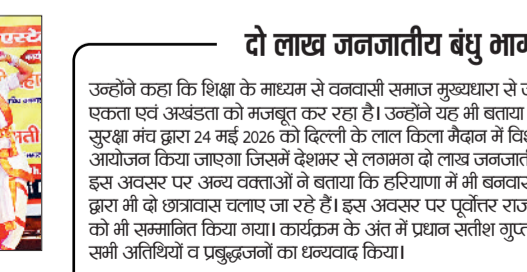 दो लाख जनजातीय बंधु
उन्होंने कहा कि शिक्षा के माध्यम से वनवासी समाज मुख्यधारा से
एकता एवं अखंडता को मजबूत कर रहा है। उन्होंने यह भी बताया
सुरक्षा मंच द्वारा 24 मई 2026 को दिल्ली के लाल किला मैदान में
आयोजन किया जाएगा जिसमें देशभर से लगभग दो लाख
इस अवसर पर अन्य वक्ताओं ने बताया कि हरियाणा में भी
द्वारा भी दो छात्रावास चलाए जा रहे हैं। इस अवसर पर पूर्वोत्तर
को भी सम्मानित किया गया। कार्यक्रम के अंत में प्रधान सतीश
सभी अतिथियों व प्रबुद्धजनों का धन्यवाद किया।